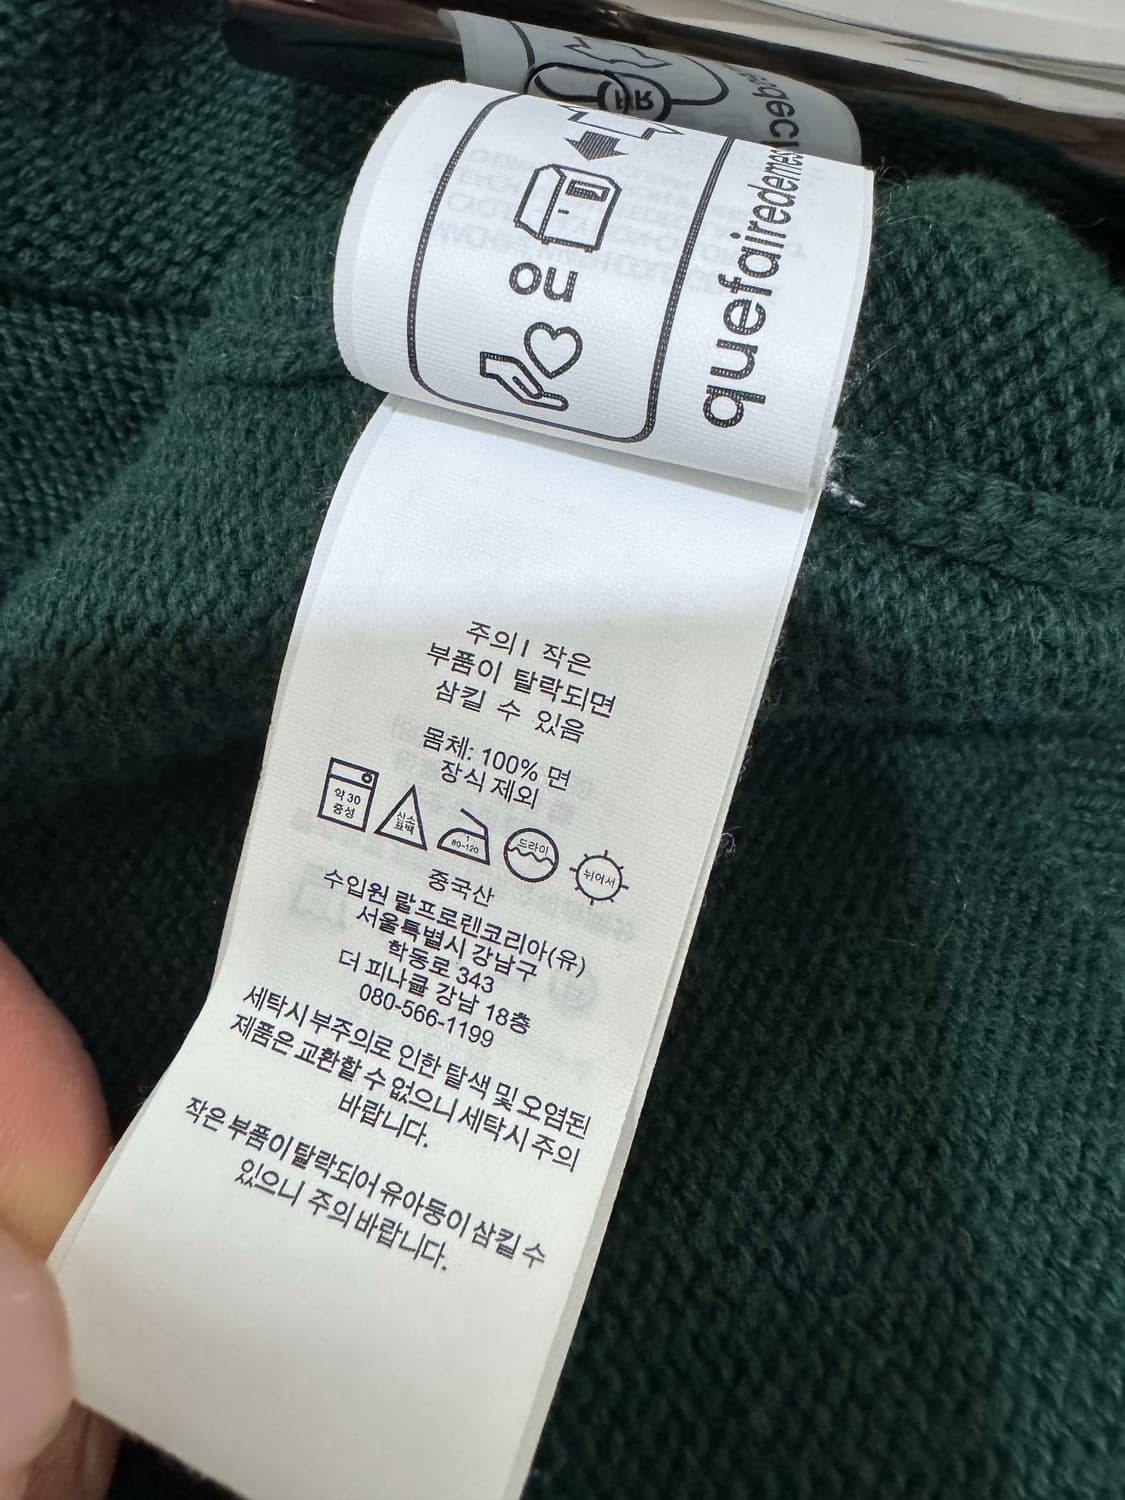 FR
ou
quefairedemes
주의! 작은
부품이 탈락되면
삼킬 수 있음
몸체: 100% 면
장식 제외
약 30
중성
산소
표백
1
80-120
드라이
뉘어서
중국산
수입원 랄프로렌코리아(유)
서울특별시 강남구
학동로 343
더 피나클 강남 18층
080-566-1199
세탁시 부주의로 인한 탈색 및 오염된
제품은 교환할 수 없으니 세탁시 주의
바랍니다.
작은 부품이 탈락되어 유아동이 삼킬 수
있으니 주의 바랍니다.